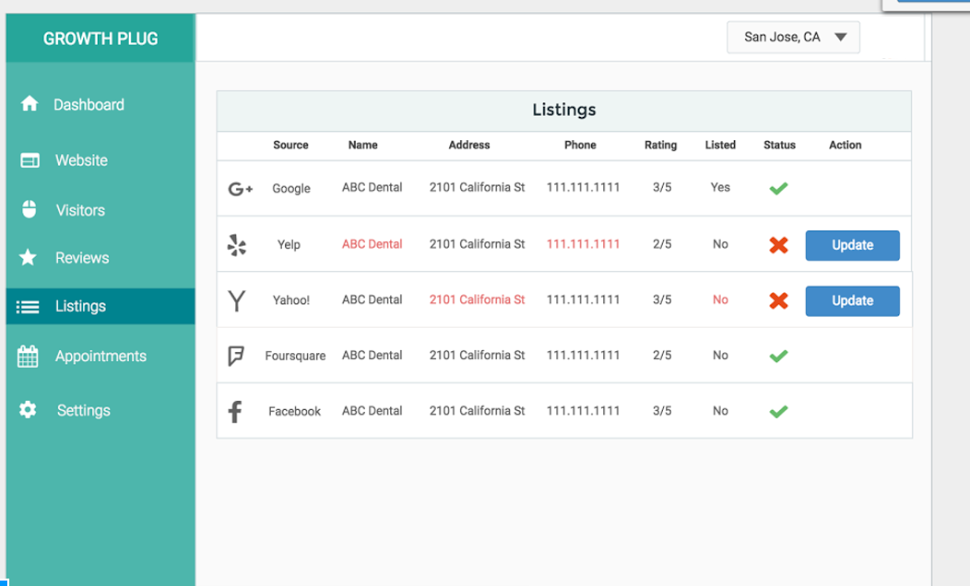 GROWTH PLUG
San Jose, CA
Dashboard
Website
Visitors
Reviews
Listings
Appointments
Settings
Listings
Source Name Address Phone Rating Listed Status Action
G+ Google ABC Dental 2101 California St 111.111.1111 3/5 Yes
Yelp ABC Dental 2101 California St 111.111.1111 2/5 No Update
Yahoo! ABC Dental 2101 California St 111.111.1111 3/5 No Update
Foursquare ABC Dental 2101 California St 111.111.1111 2/5 No
Facebook ABC Dental 2101 California St 111.111.1111 3/5 No